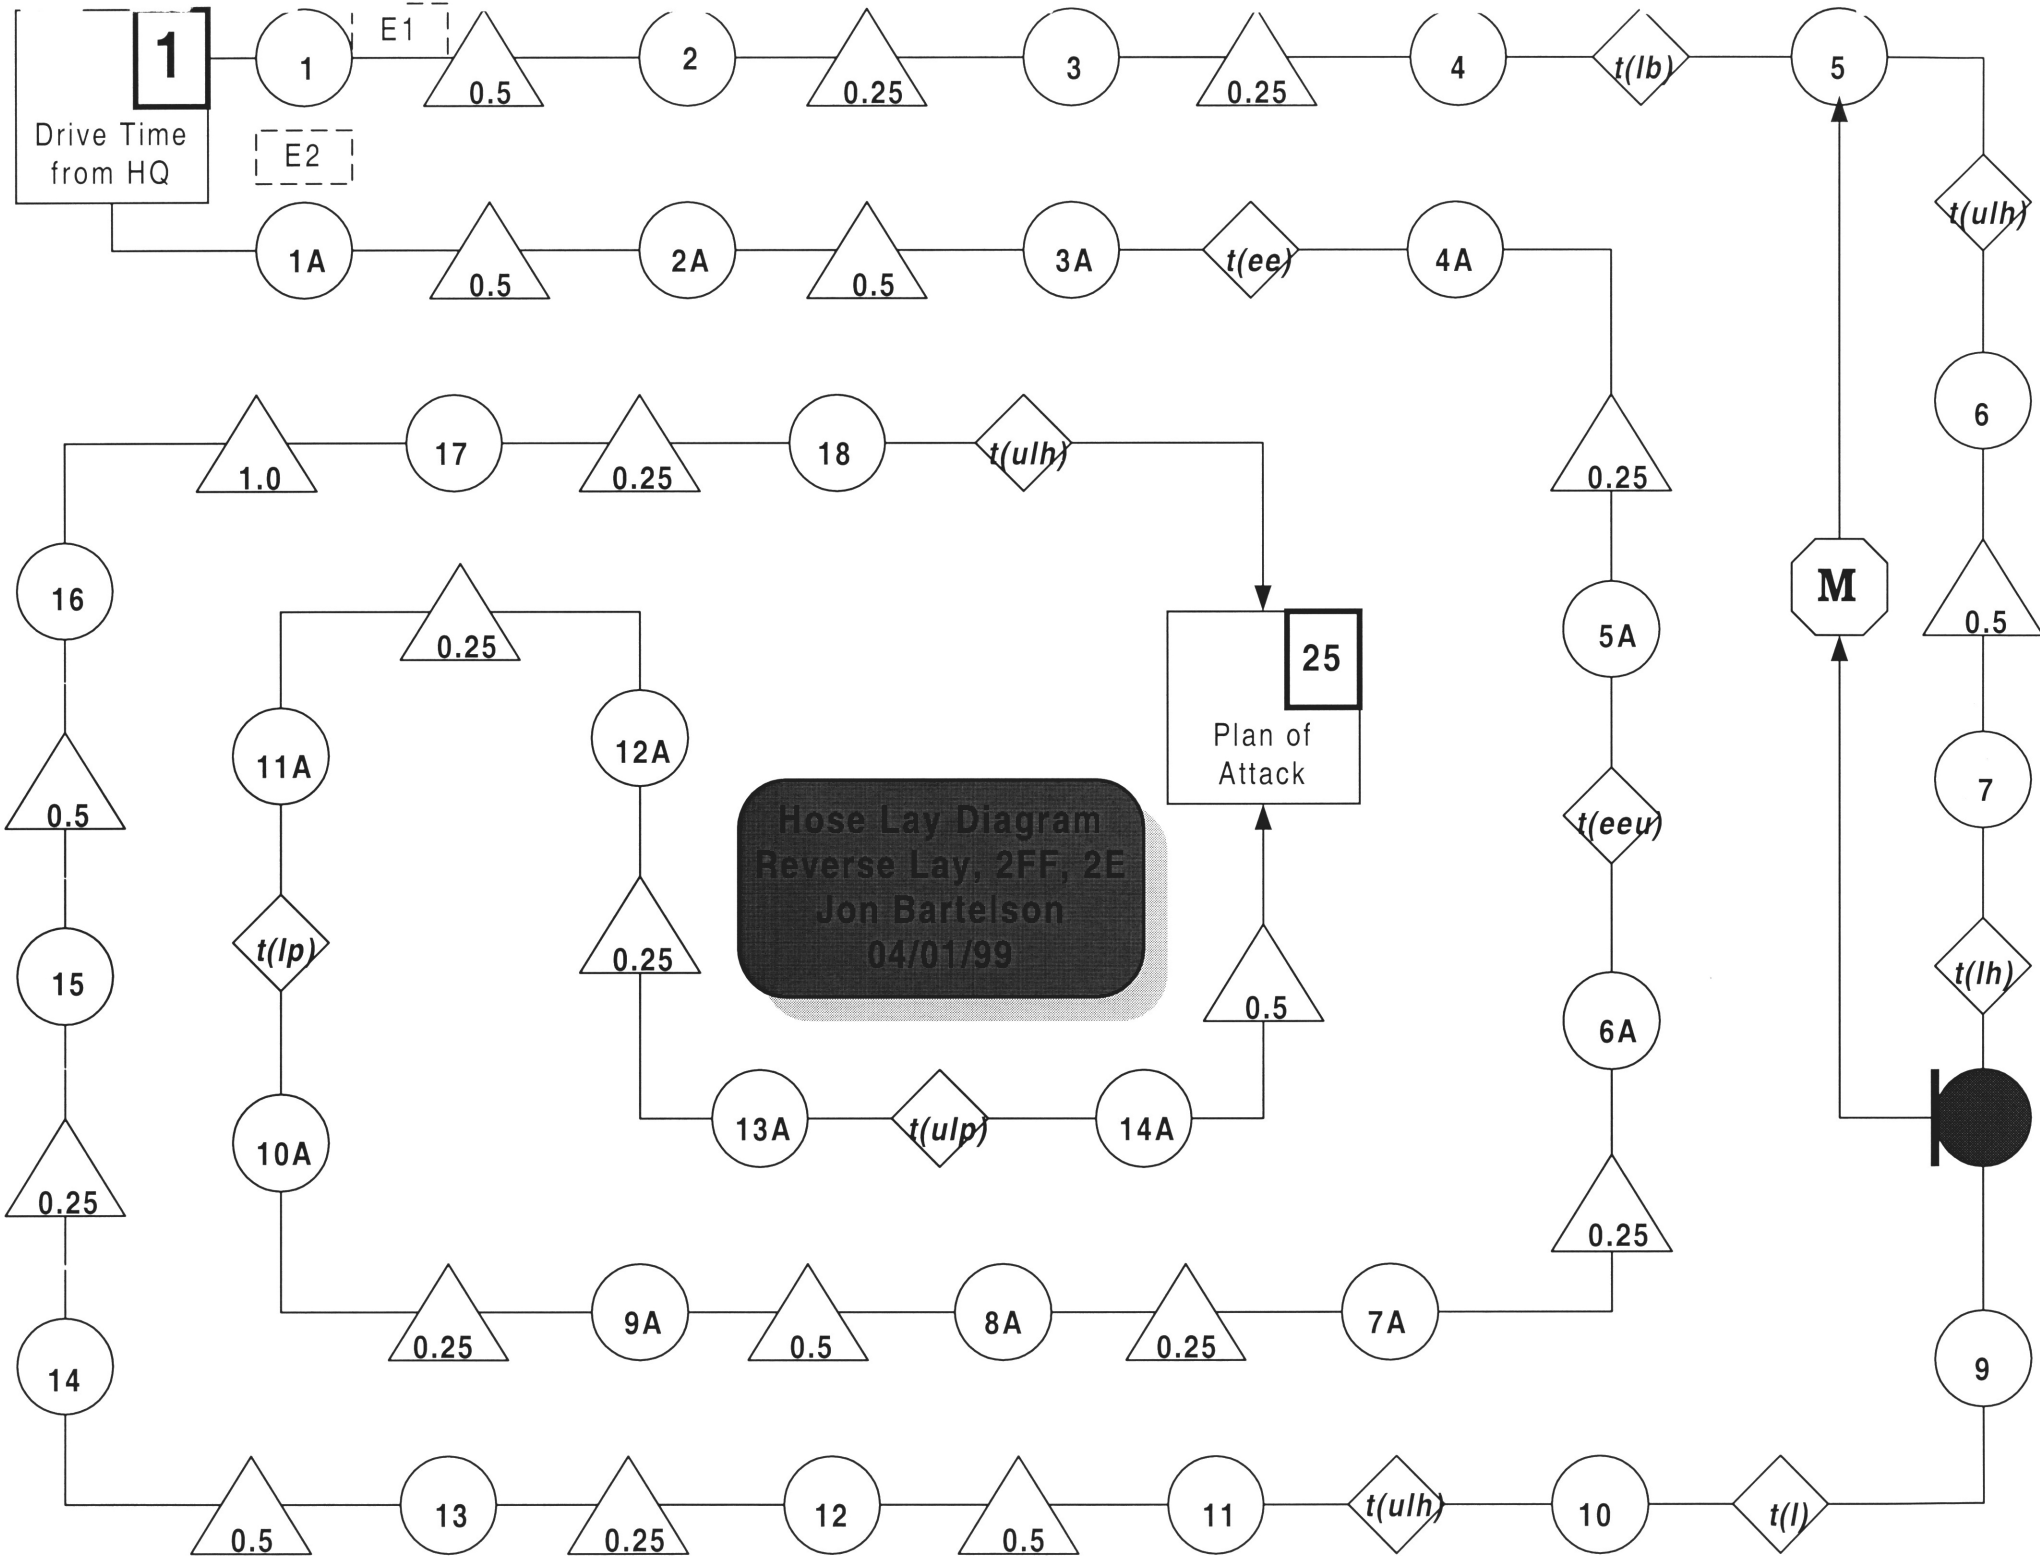 1
Drive Time
from HQ
1
E1
0.5
2
0.25
3
0.25
4
t(lb)
5
E2
1A
0.5
2A
0.5
3A
t(ee)
4A
t(ulh)
6
0.5
7
t(lh)
M
1.0
17
0.25
18
t(ulh)
0.25
5A
t(eeu)
6A
0.25
16
0.5
15
0.25
14
0.25
11A
t(lp)
10A
12A
0.25
25
Plan of
Attack
Hose Lay Diagram
Reverse Lay, 2FF, 2E
Jon Bartelson
04/01/99
0.5
13A
t(ulp)
14A
0.25
9A
0.5
8A
0.25
7A
9
0.5
13
0.25
12
0.5
11
t(ulh)
10
t(l)